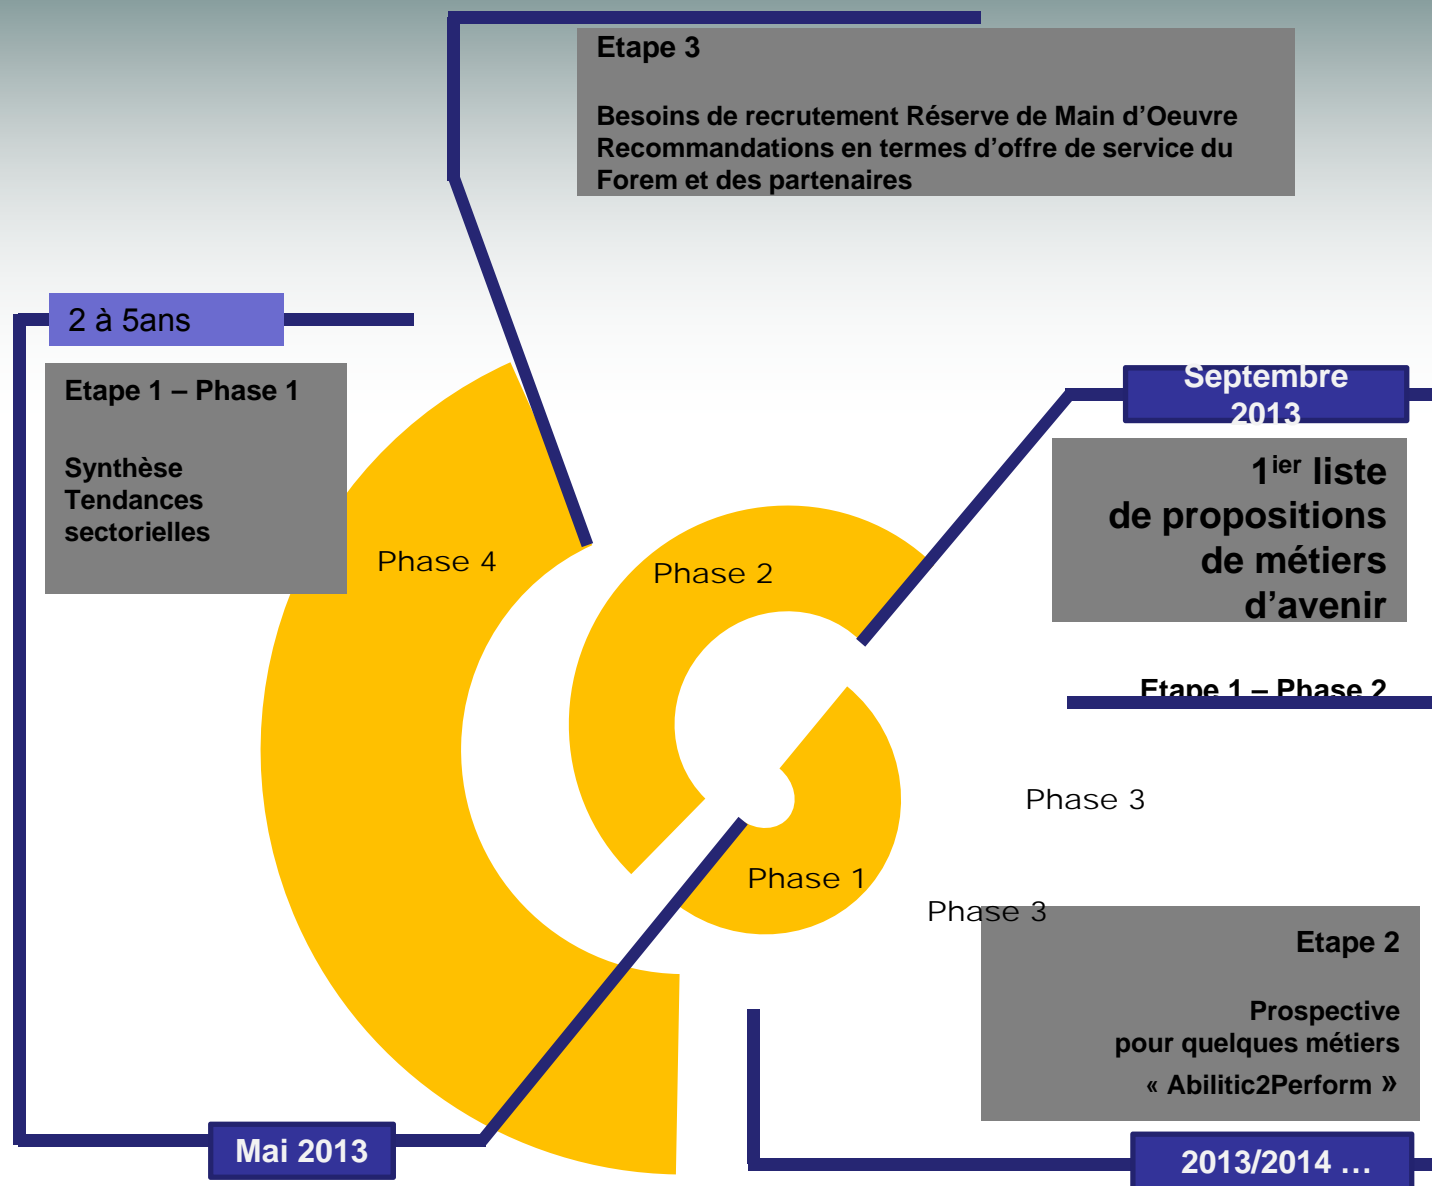 Etape 3
Besoins de recrutement Réserve de Main d'Oeuvre
Recommandations en termes d'offre de service du
Forem et des partenaires
2 à 5ans
Etape 1 – Phase 1
Synthèse
Tendances
sectorielles
Septembre
2013
1ier liste
de propositions
de métiers
d'avenir
Etape 1 – Phase 2
Phase 4
Phase 2
Phase 3
Phase 1
Phase 3
Etape 2
Prospective
pour quelques métiers
« Abilitic2Perform »
Mai 2013
2013/2014 ...